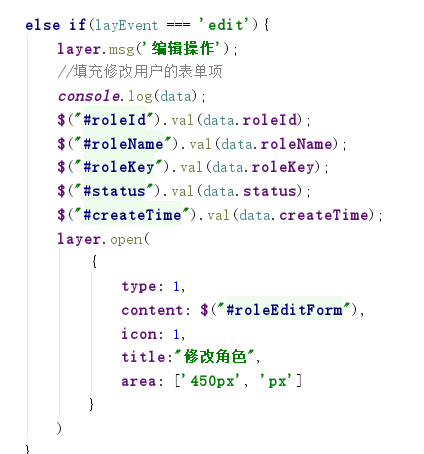 else if(layEvent === 'edit'){
layer.msg('编辑操作');
//填充修改用户的表单项
console.log(data);
$("#roleId").val(data.roleId);
$("#roleName").val(data.roleName);
$("#roleKey").val(data.roleKey);
$("#status").val(data.status);
$("#createTime").val(data.createTime);
layer.open(
{
type: 1,
content: $("#roleEditForm"),
icon: 1,
title:"修改角色",
area: ['450px', 'px']
}
)
}